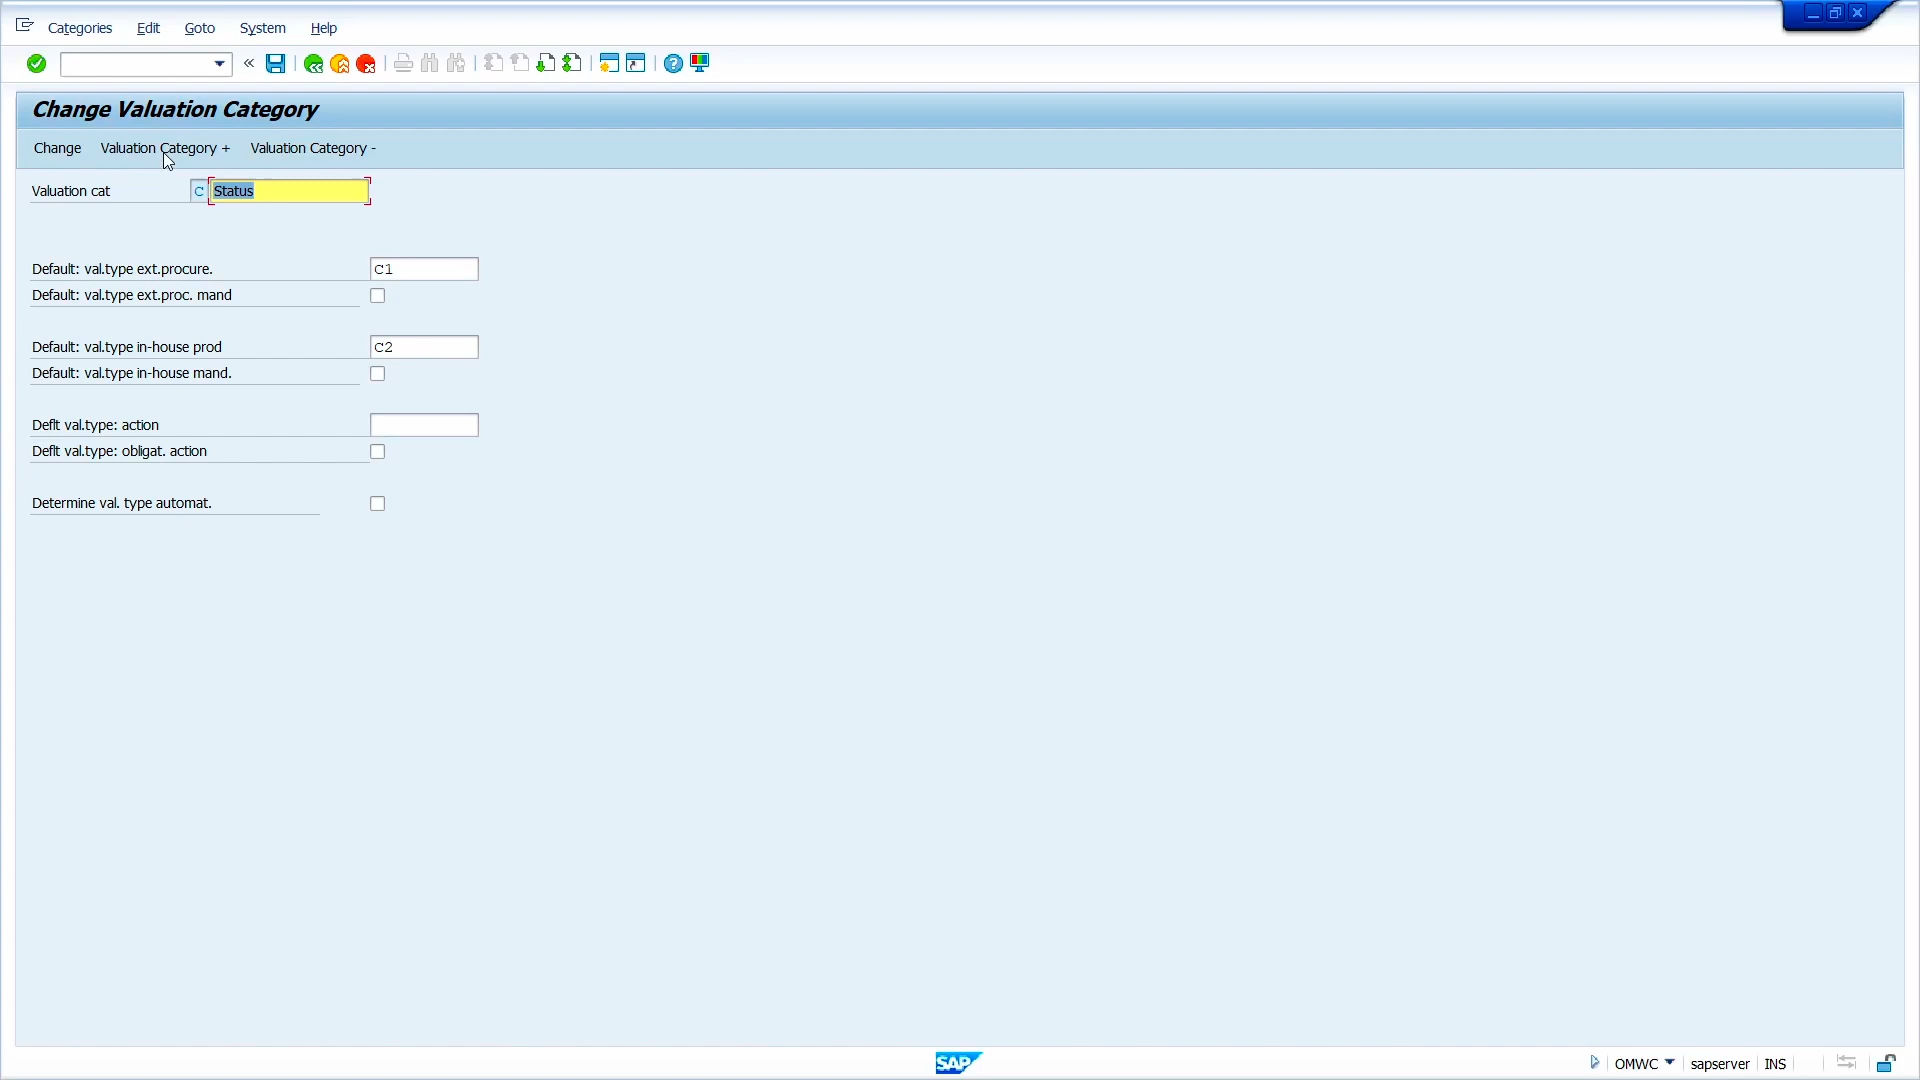 Categories Edit Goto System Help
Change Valuation Category
Change Valuation Category + Valuation Category -
Valuation cat C Status
Default: val.type ext.procure. C1
Default: val.type ext.proc. mand
Default: val.type in-house prod C2
Default: val.type in-house mand.
Deflt val.type: action
Deflt val.type: obligat. action
Determine val. type automat.
SAP OMWC sapserver INS